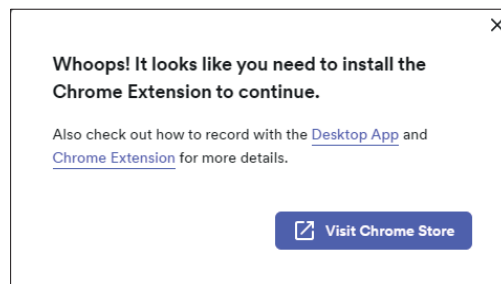 Whoops! It looks like you need to install the
Chrome Extension to continue.
Also check out how to record with the Desktop App and
Chrome Extension for more details.
Visit Chrome Store